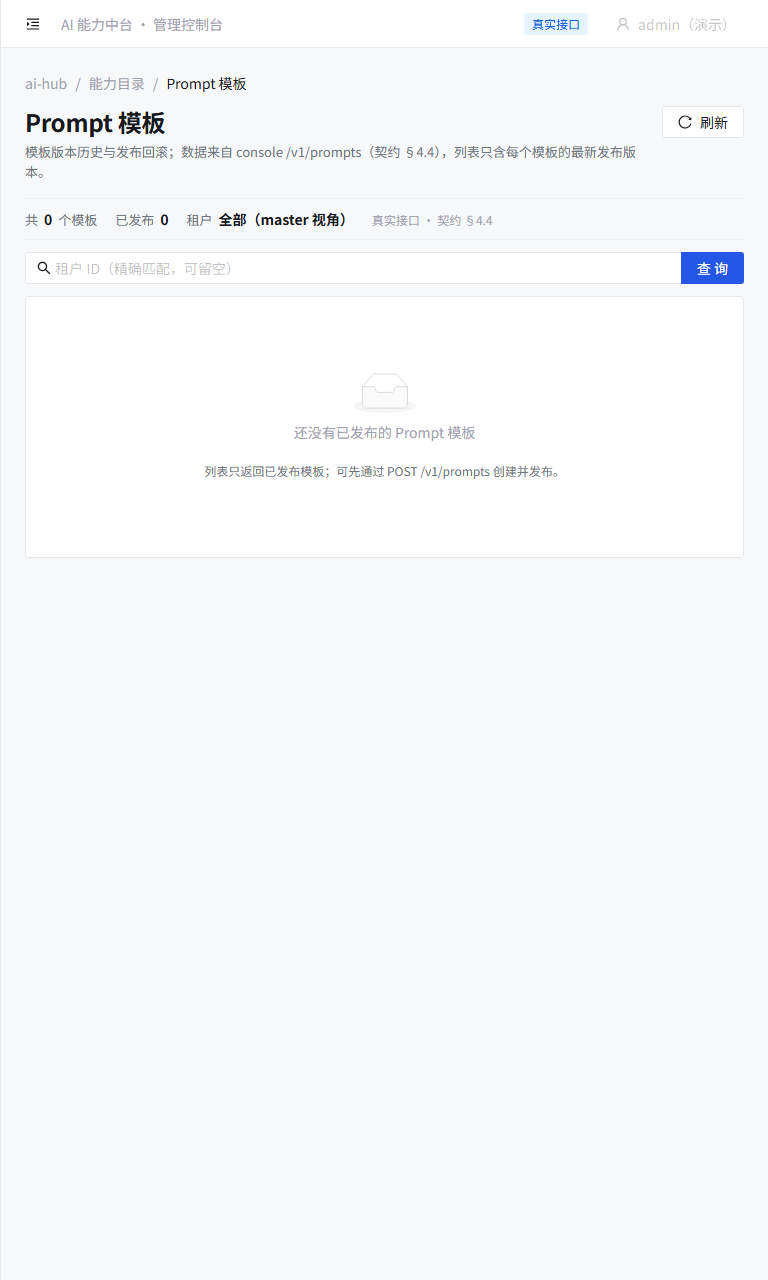 AI 能力中台 · 管理控制台 真实接口 admin（演示）
ai-hub / 能力目录 / Prompt 模板
Prompt 模板 刷新
模板版本历史与发布回滚；数据来自 console /v1/prompts（契约 §4.4），列表只含每个模板的最新发布版
本。
共 0 个模板 已发布 0 租户 全部（master 视角） 真实接口 · 契约 §4.4
租户 ID（精确匹配，可留空） 查 询
还没有已发布的 Prompt 模板
列表只返回已发布模板；可先通过 POST /v1/prompts 创建并发布。